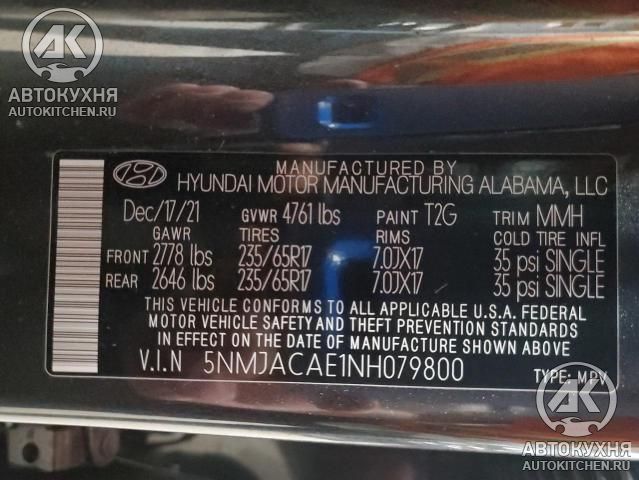 AK
АВТОКУХНЯ
AUTOKITCHEN.RU
MANUFACTURED BY
HYUNDAI MOTOR MANUFACTURING ALABAMA, LLC
Dec/17/21 GVWR 4761 lbs PAINT T2G TRIM MMH
GAWR TIRES RIMS COLD TIRE INFL
FRONT 2778 lbs 235/65R17 7.0JX17 35 psi SINGLE
REAR 2646 lbs 235/65R17 7.0JX17 35 psi SINGLE
THIS VEHICLE CONFORMS TO ALL APPLICABLE U.S.A. FEDERAL
MOTOR VEHICLE SAFETY AND THEFT PREVENTION STANDARDS
IN EFFECT ON THE DATE OF MANUFACTURE SHOWN ABOVE.
V.I.N 5NMJACAE1NH079800 TYPE: MPV
AK
АВТОКУХНЯ
AUTOKITCHEN.RU